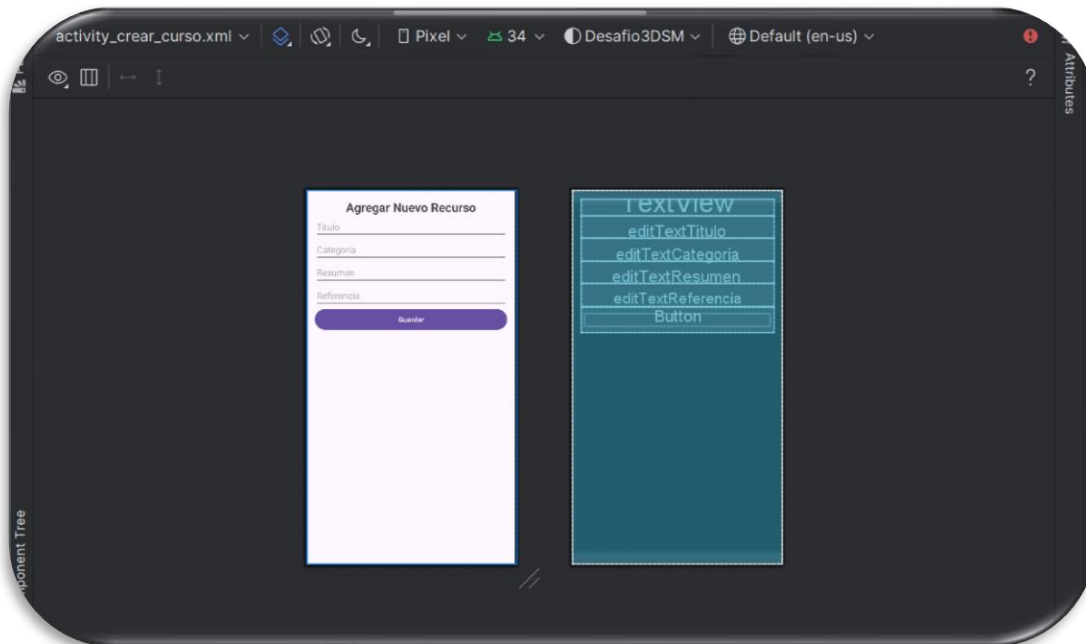 activity_crear_curso.xml Pixel 34 Desafio3DSM Default (en-us)
?
Attributes
Agregar Nuevo Recurso
Titulo
Categoria
Resumen
Referencia
Guardar
TextView
editTextTitulo
editTextCategoria
editTextResumen
editTextReferencia
Button
Tree